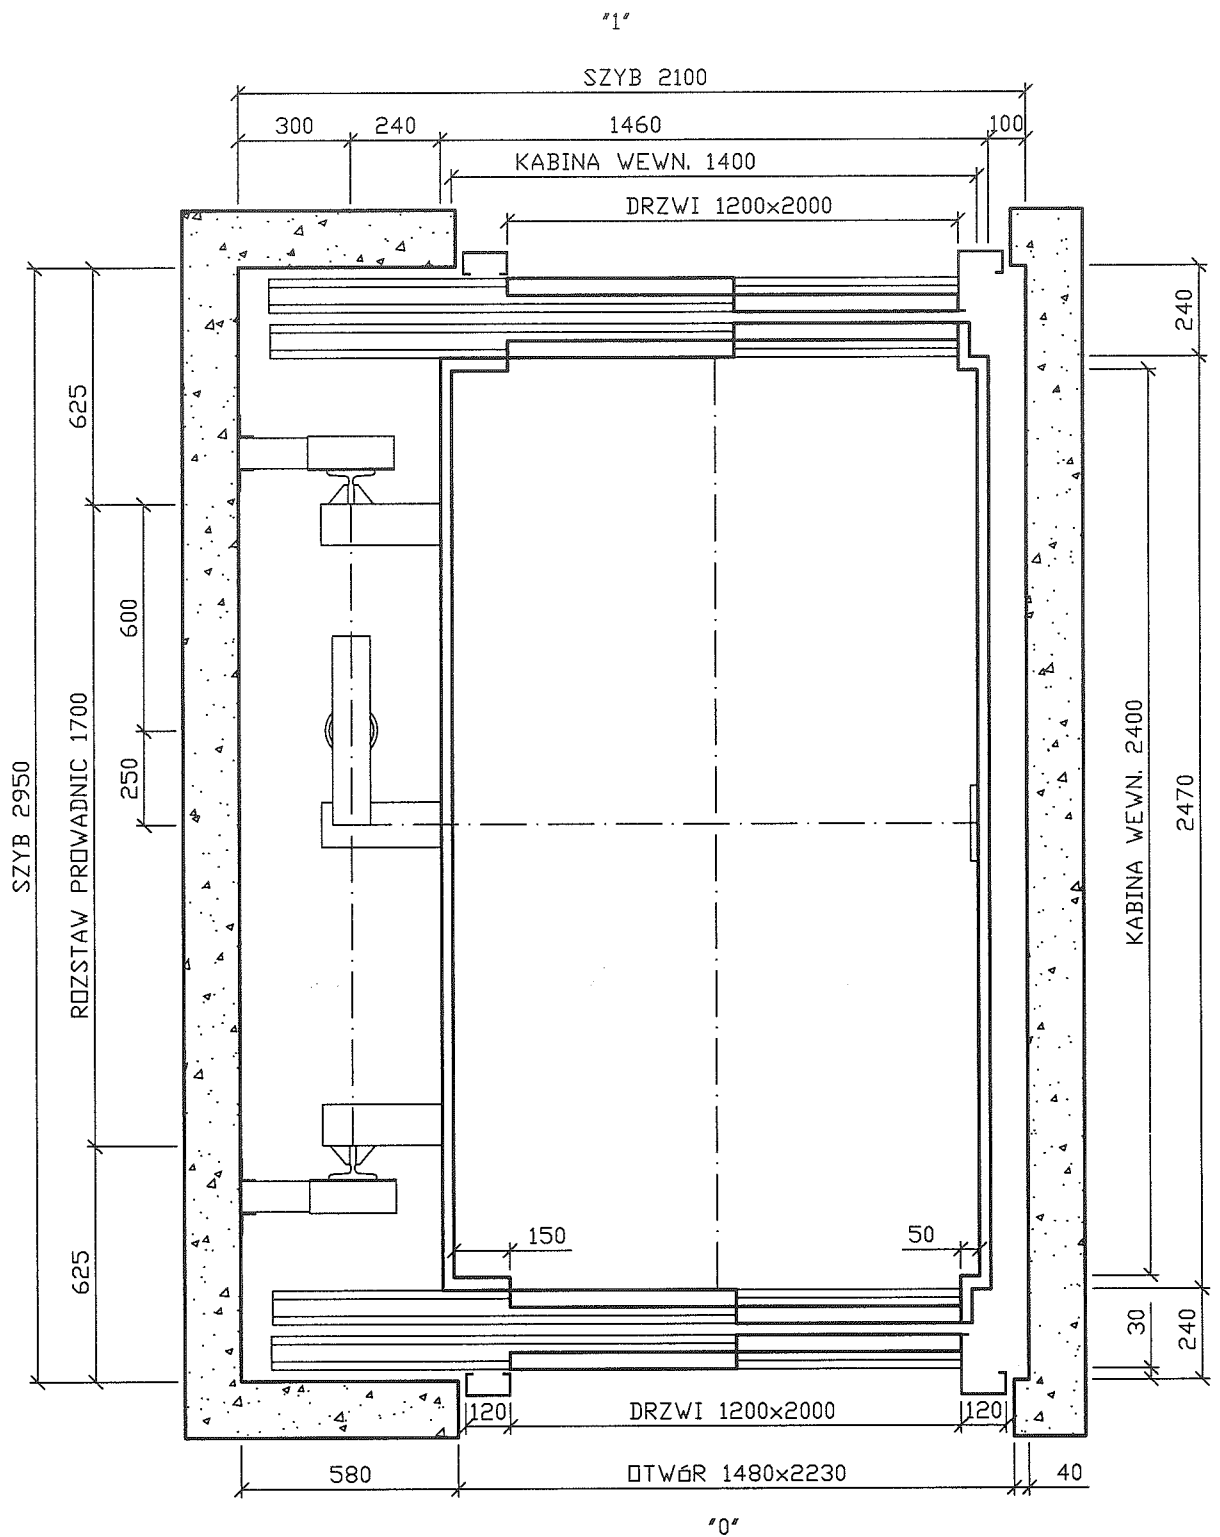 "1"
SZYB 2100
300 240 1460 100
KABINA WEWN. 1400
DRZWI 1200x2000
240
625
600
KABINA WEWN. 2400
ROZSTAW PROWADNIC 1700
250
SZYB 2950
2470
150 50
625
30
240
120 DRZWI 1200x2000 120
580 OTWóR 1480x2230 40
"0"